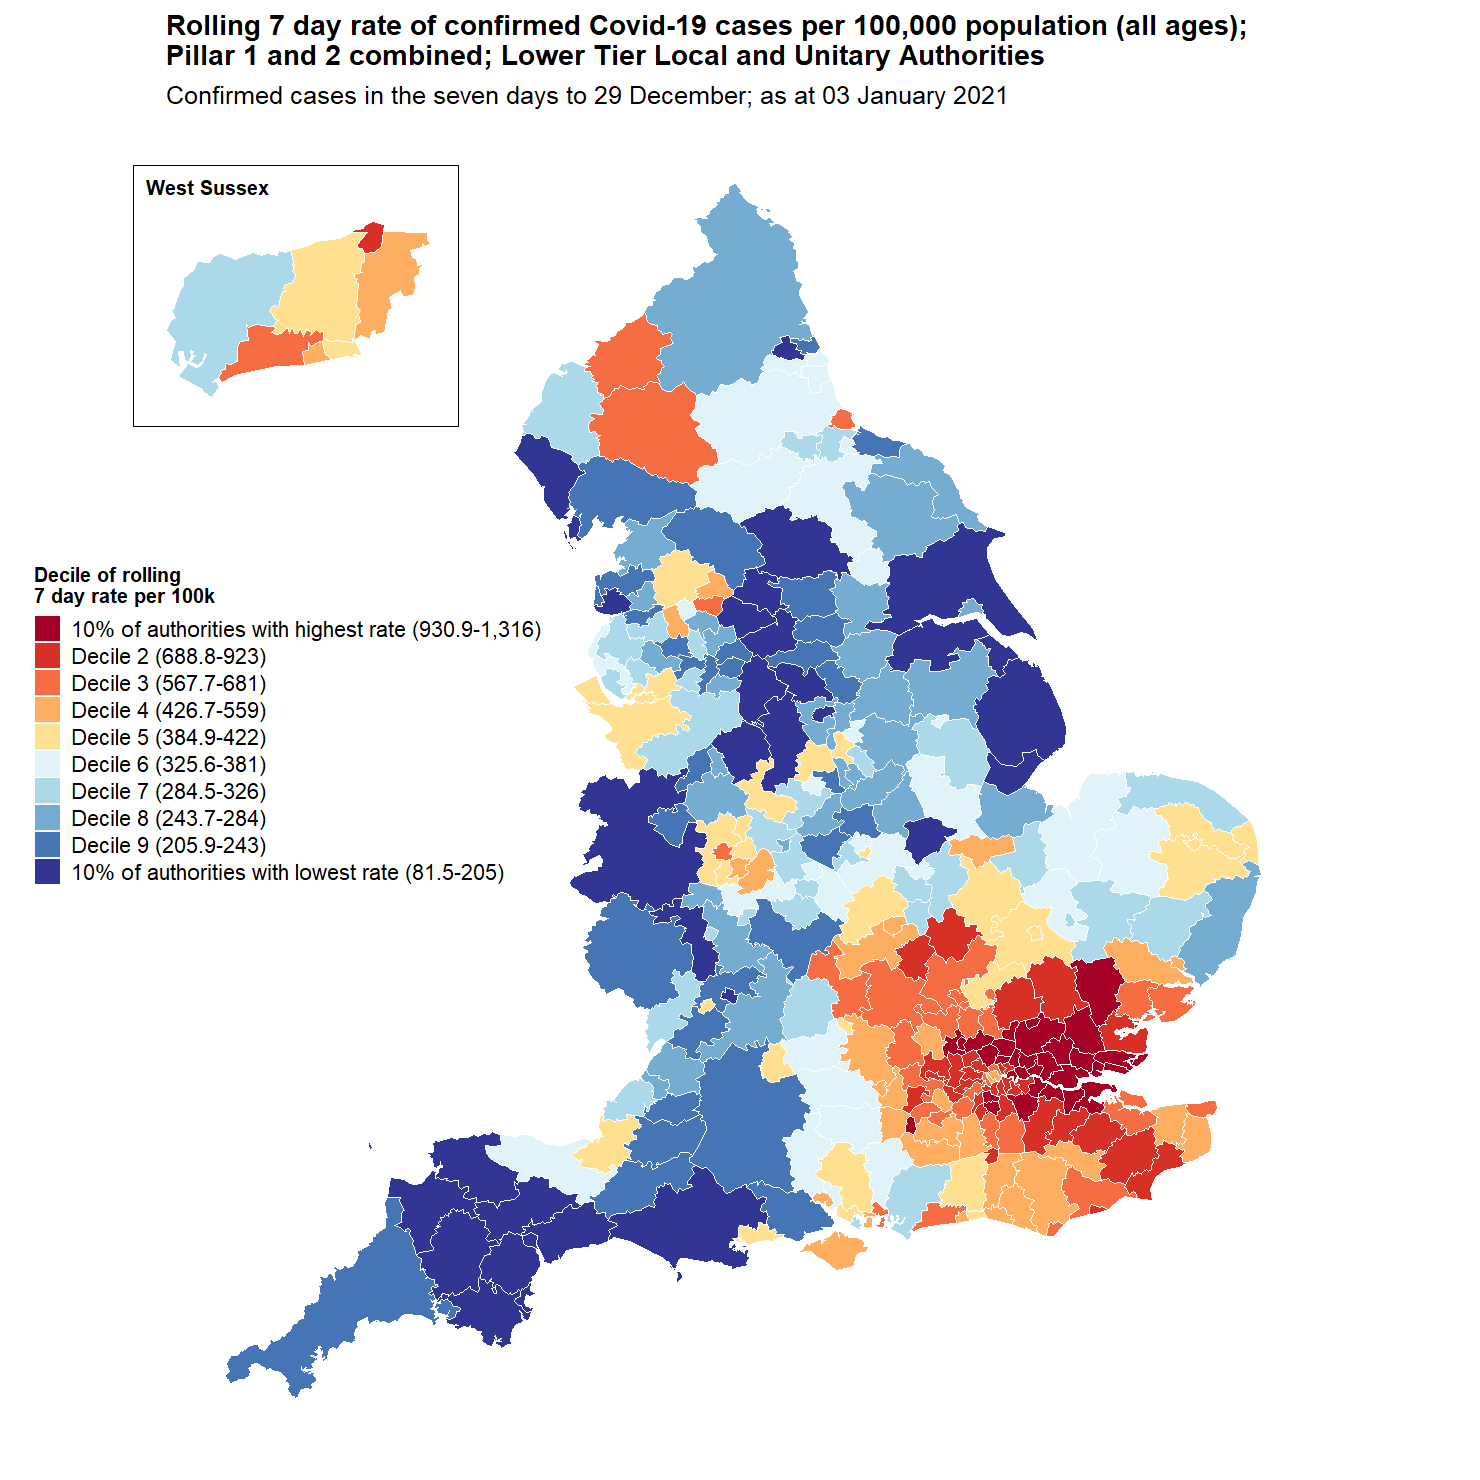 Rolling 7 day rate of confirmed Covid-19 cases per 100,000 population (all ages);
Pillar 1 and 2 combined; Lower Tier Local and Unitary Authorities
Confirmed cases in the seven days to 29 December; as at 03 January 2021
West Sussex
Decile of rolling
7 day rate per 100k
10% of authorities with highest rate (930.9-1,316)
Decile 2 (688.8-923)
Decile 3 (567.7-681)
Decile 4 (426.7-559)
Decile 5 (384.9-422)
Decile 6 (325.6-381)
Decile 7 (284.5-326)
Decile 8 (243.7-284)
Decile 9 (205.9-243)
10% of authorities with lowest rate (81.5-205)